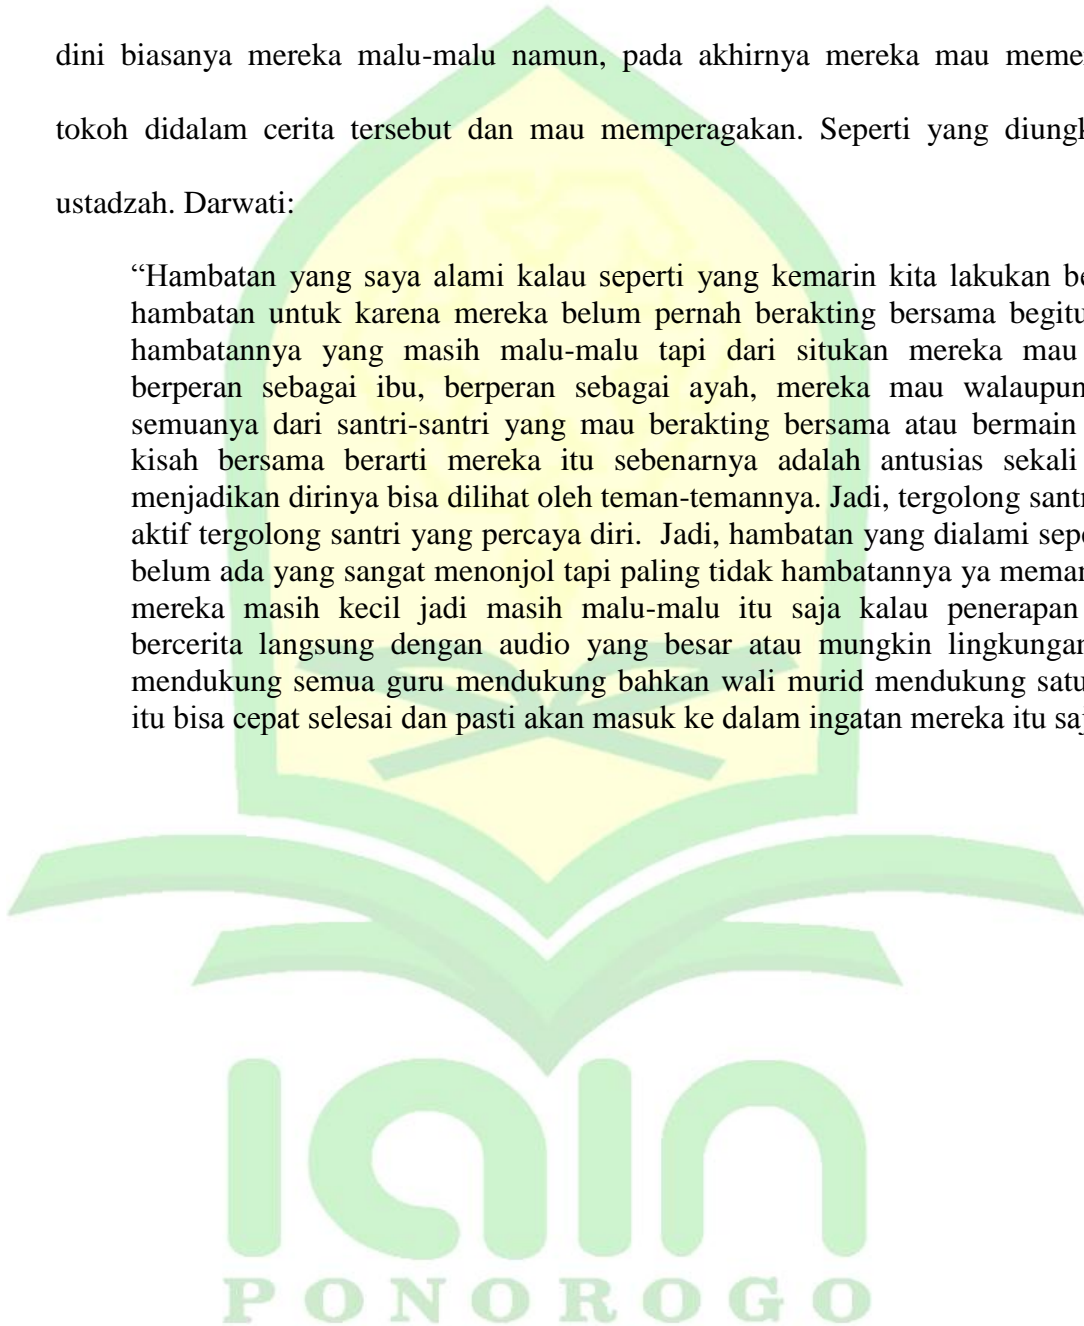 dini biasanya mereka malu-malu namun, pada akhirnya mereka mau
tokoh didalam cerita tersebut dan mau memperagakan. Seperti yang
ustadzah. Darwati:
“Hambatan yang saya alami kalau seperti yang kemarin kita lakukan
hambatan untuk karena mereka belum pernah berakting bersama begitu
hambatannya yang masih malu-malu tapi dari situkan mereka mau
berperan sebagai ibu, berperan sebagai ayah, mereka mau walaupun
semuanya dari santri-santri yang mau berakting bersama atau bermain
kisah bersama berarti mereka itu sebenarnya adalah antusias sekali
menjadikan dirinya bisa dilihat oleh teman-temannya. Jadi, tergolong
aktif tergolong santri yang percaya diri. Jadi, hambatan yang dialami
belum ada yang sangat menonjol tapi paling tidak hambatannya ya
mereka masih kecil jadi masih malu-malu itu saja kalau penerapan
bercerita langsung dengan audio yang besar atau mungkin lingkungan
mendukung semua guru mendukung bahkan wali murid mendukung satu
itu bisa cepat selesai dan pasti akan masuk ke dalam ingatan mereka itu
iain
PONOROGO